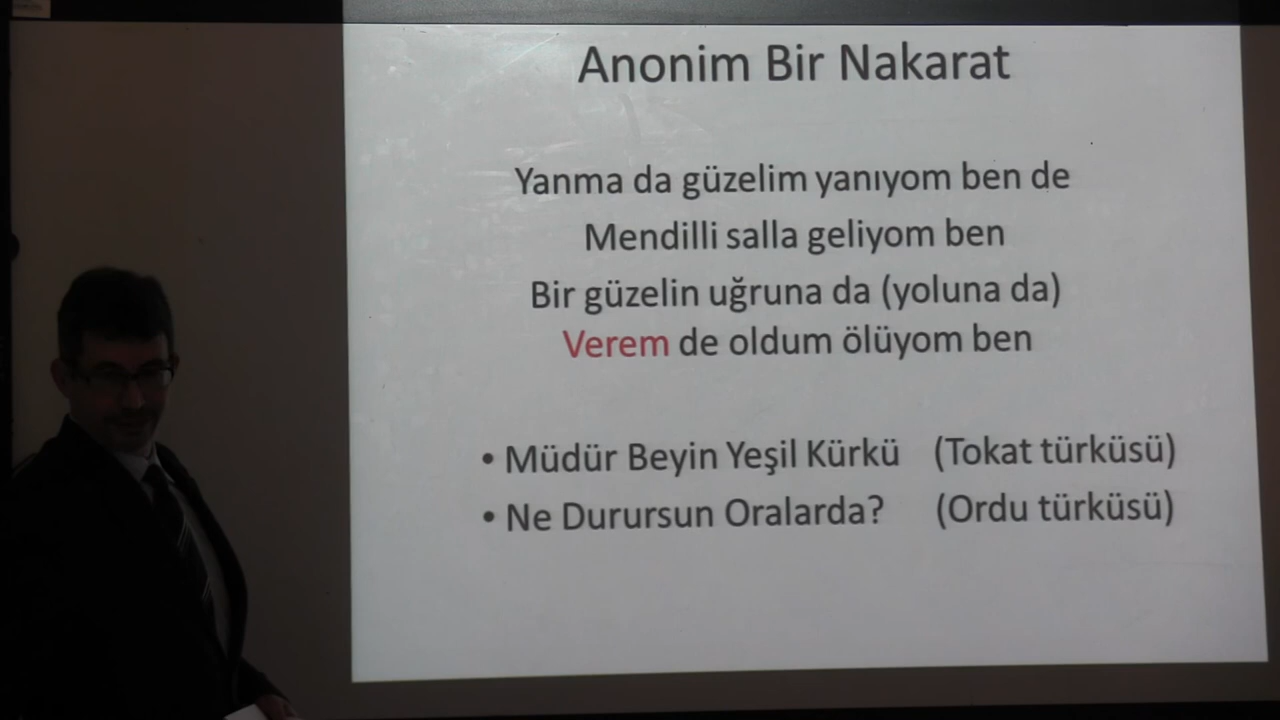 Anonim Bir Nakarat
Yanma da güzelim yanıyom ben de
Mendilli salla geliyom ben
Bir güzelin uğruna da (yoluna da)
Verem de oldum ölüyom ben
• Müdür Beyin Yeşil Kürkü (Tokat türküsü)
• Ne Durursun Oralarda? (Ordu türküsü)